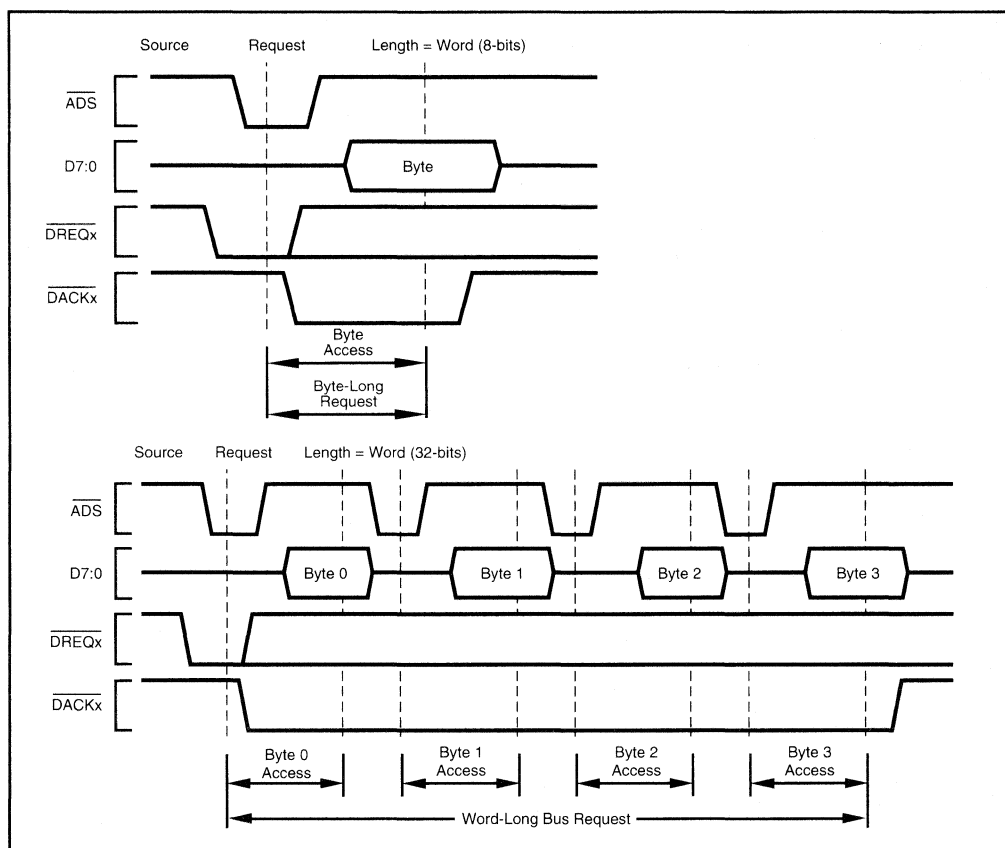 Source Request Length = Word (8-bits)
ADS
D7:0 Byte
DREQx
DACKx
Byte
Access
Byte-Long
Request
Source Request Length = Word (32-bits)
ADS
D7:0 Byte 0 Byte 1 Byte 2 Byte 3
DREQx
DACKx
Byte 0 Byte 1 Byte 2 Byte 3
Access Access Access Access
Word-Long Bus Request